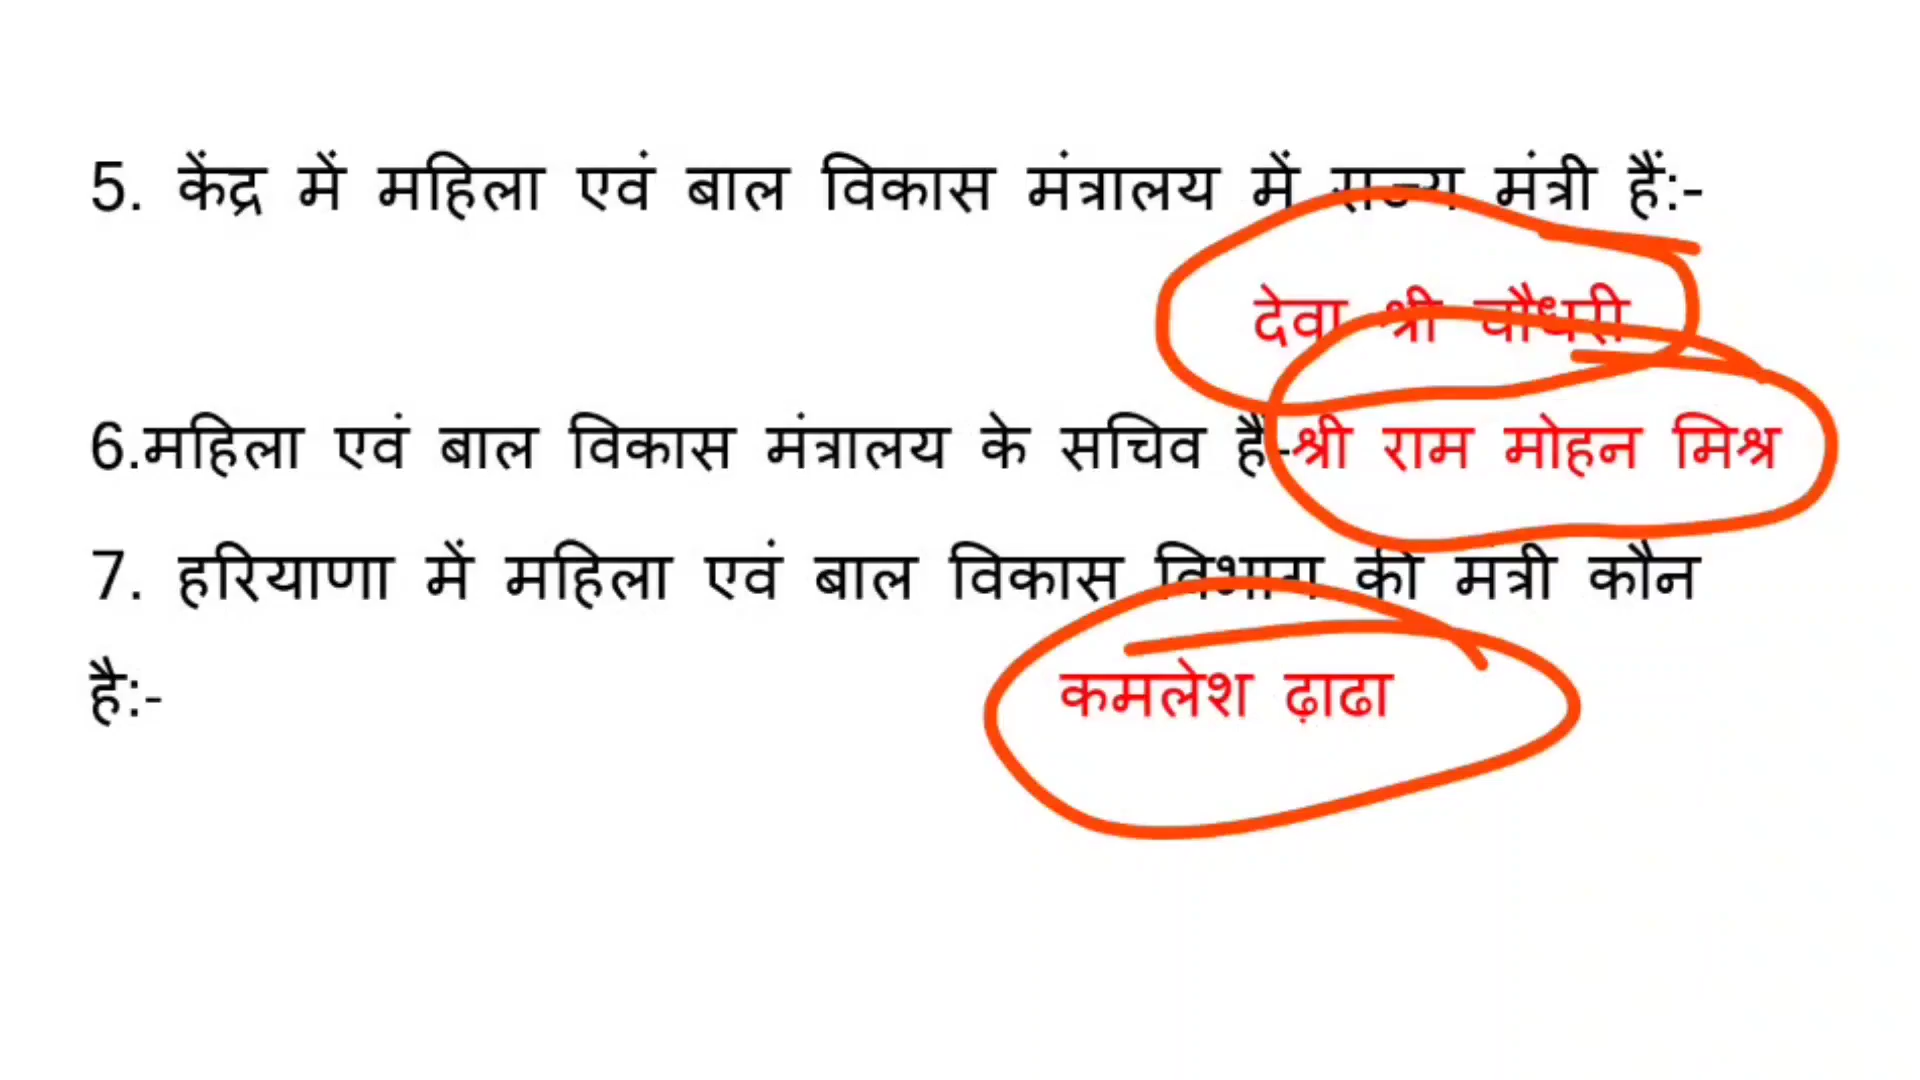 5. केंद्र में महिला एवं बाल विकास मंत्रालय में राज्य मंत्री हैं:-
देवा श्री चौधरी
6.महिला एवं बाल विकास मंत्रालय के सचिव हैं-श्री राम मोहन मिश्र
7. हरियाणा में महिला एवं बाल विकास विभाग की मंत्री कौन
है:- कमलेश ढ़ाढा